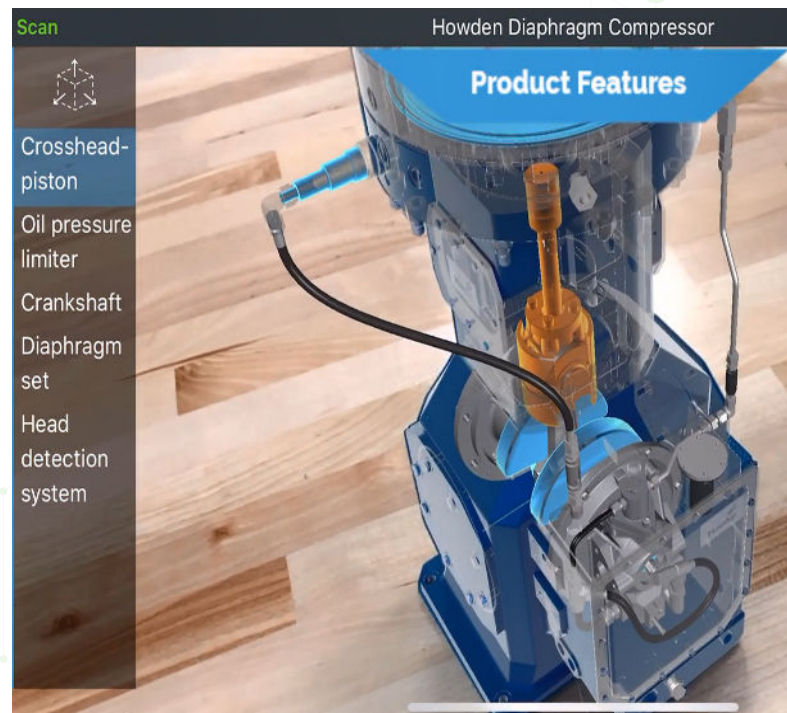 Scan
Howden Diaphragm Compressor
Product Features
Crosshead-
piston
Oil pressure
limiter
Crankshaft
Diaphragm
set
Head
detection
system